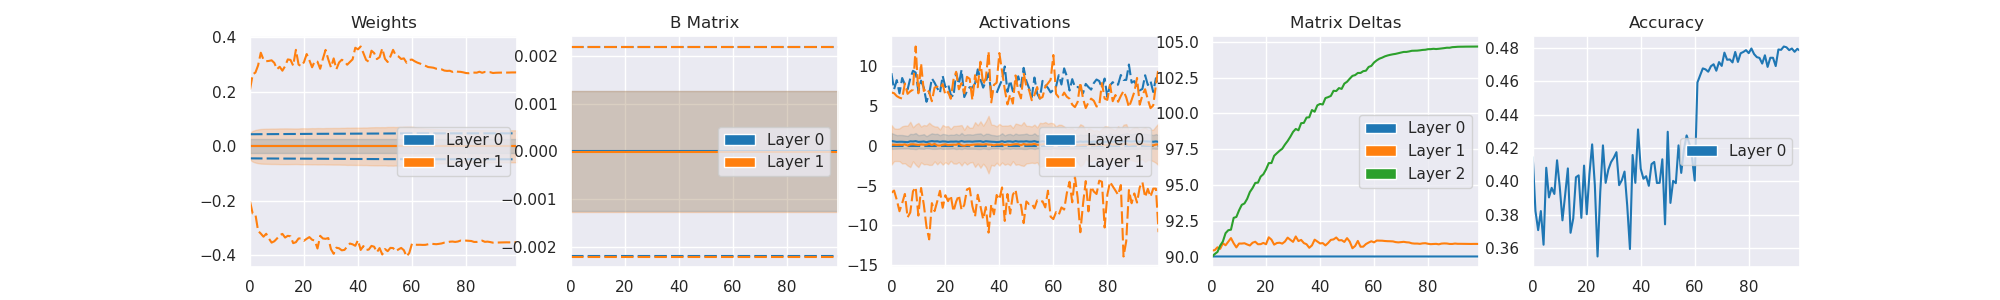 Weights
0.4
0.2
0.0
−0.2
−0.4
0 20 40 60 80
Layer 0
Layer 1
B Matrix
0.002
0.001
0.000
−0.001
−0.002
0 20 40 60 80
Layer 0
Layer 1
Activations
10
5
0
−5
−10
−15
0 20 40 60 80
Layer 0
Layer 1
Matrix Deltas
105.0
102.5
100.0
97.5
95.0
92.5
90.0
0 20 40 60 80
Layer 0
Layer 1
Layer 2
Accuracy
0.48
0.46
0.44
0.42
0.40
0.38
0.36
0 20 40 60 80
Layer 0